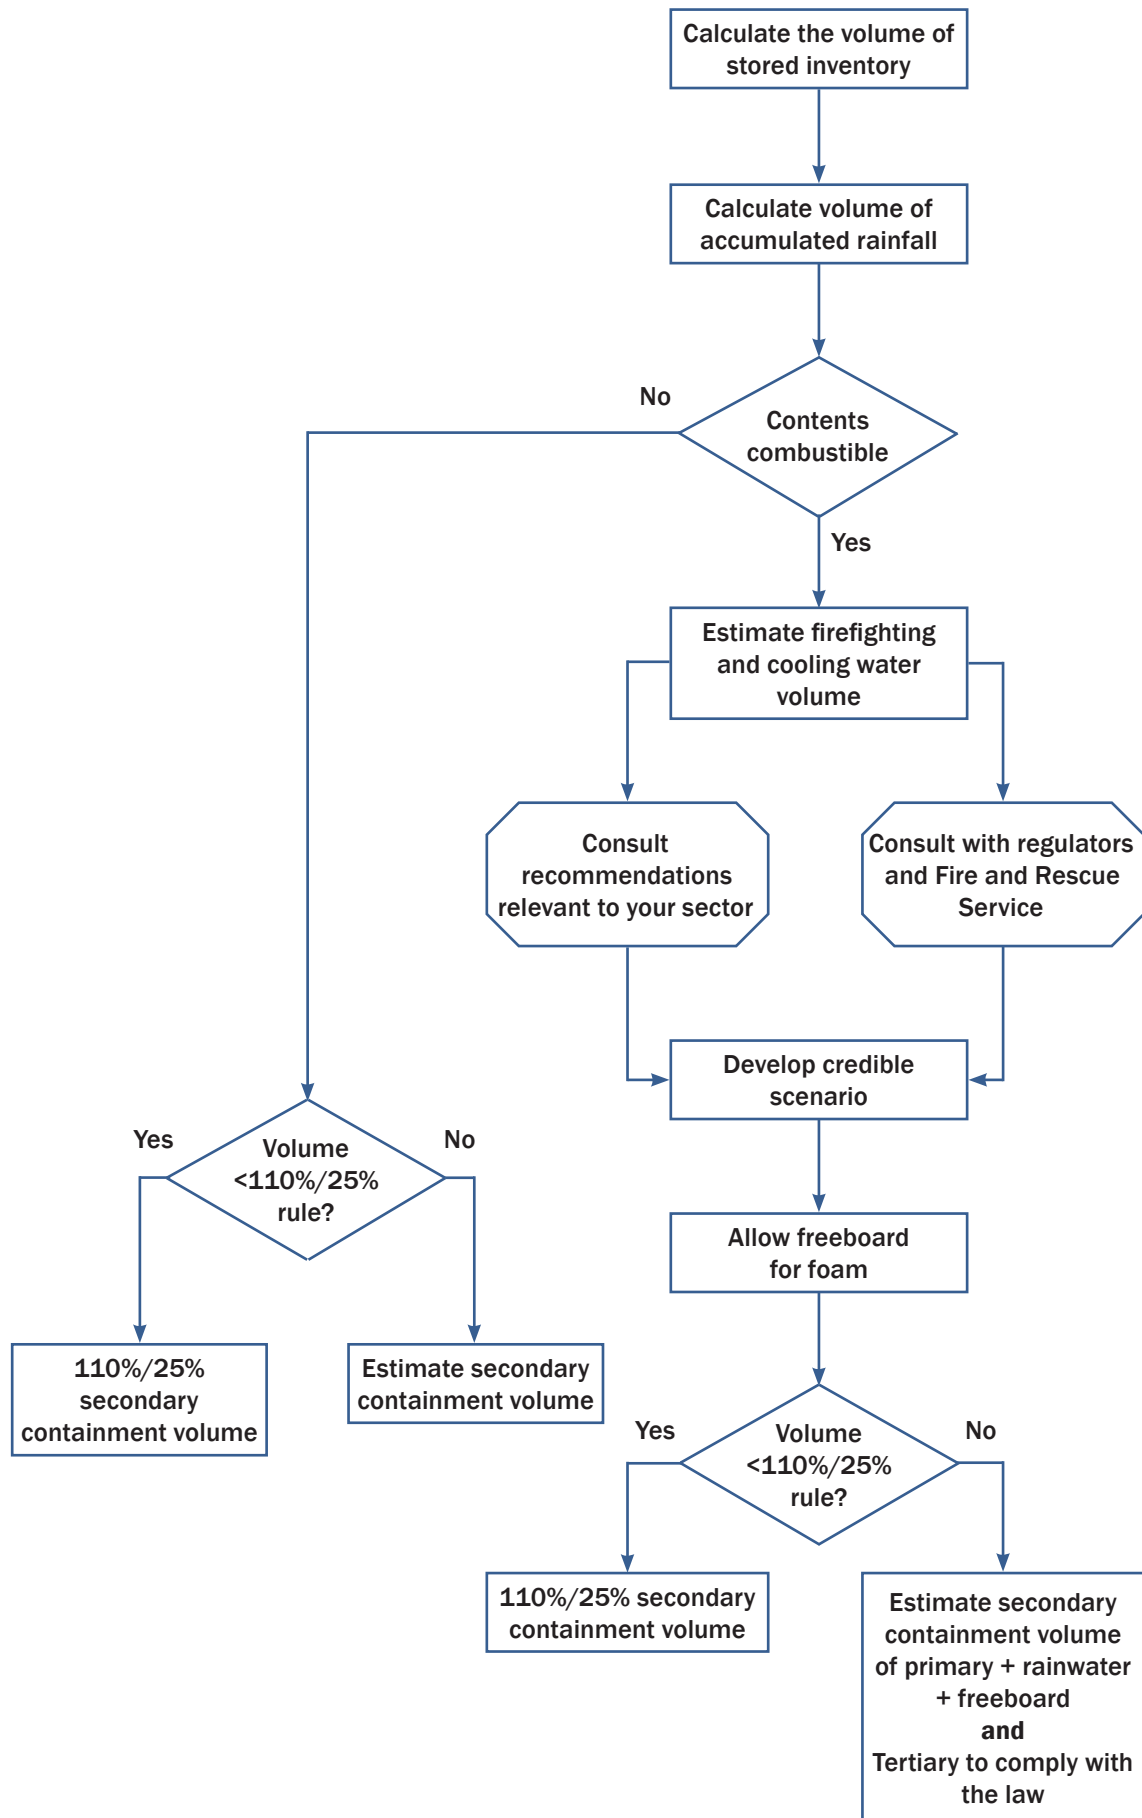 Calculate the volume of
stored inventory
Calculate volume of
accumulated rainfall
No
Contents
combustible
Yes
Estimate firefighting
and cooling water
volume
Consult
recommendations
relevant to your sector
Consult with regulators
and Fire and Rescue
Service
Develop credible
scenario
Yes
No
Volume
<110%/25%
rule?
Allow freeboard
for foam
110%/25%
secondary
containment volume
Estimate secondary
containment volume
Yes
No
Volume
<110%/25%
rule?
110%/25% secondary
containment volume
Estimate secondary
containment volume
of primary + rainwater
+ freeboard
and
Tertiary to comply with
the law